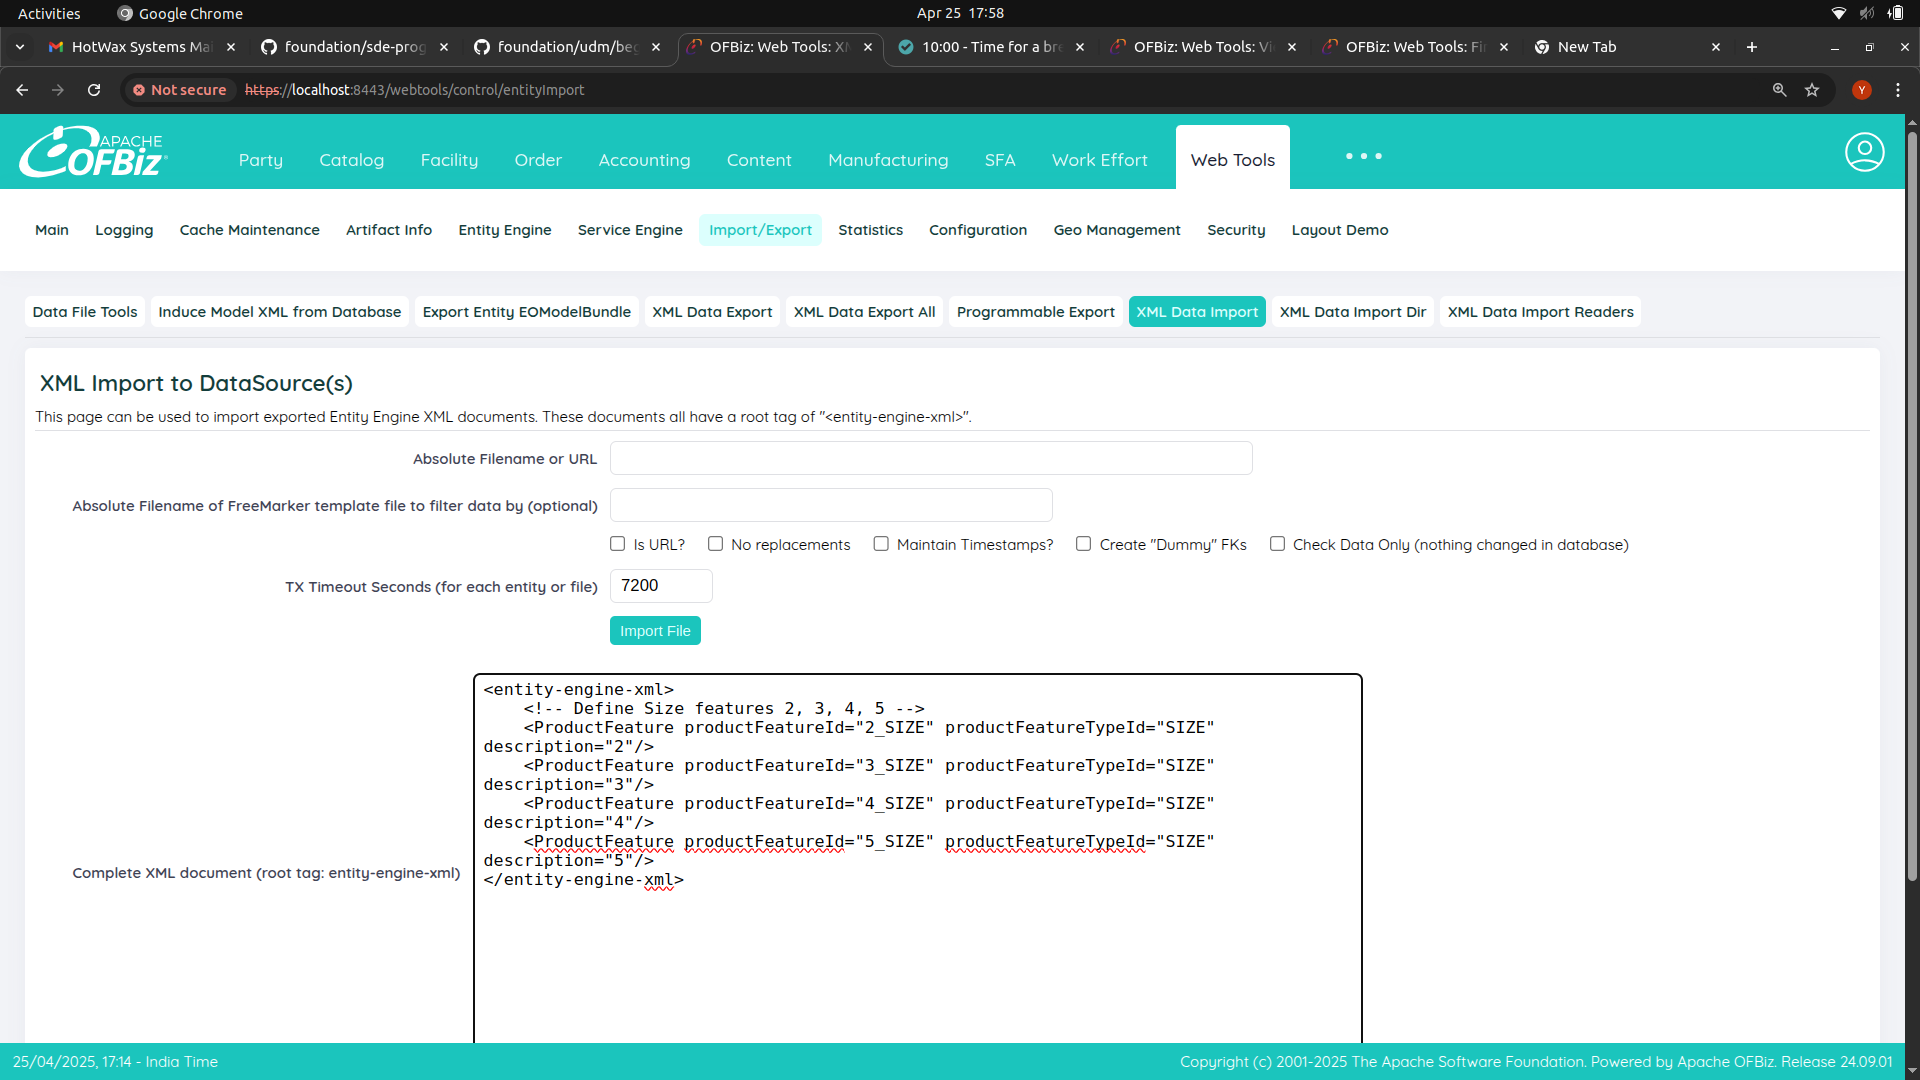 Activities
Google Chrome
Apr 25 17:58
HotWax Systems Mai
foundation/sde-prog
foundation/udm/beg
OFBiz: Web Tools: XM
10:00 - Time for a bre
OFBiz: Web Tools: Vi
OFBiz: Web Tools: Fi
New Tab
Not secure
https://localhost:8443/webtools/control/entityImport
Y
APACHE
OFBiz
Party
Catalog
Facility
Order
Accounting
Content
Manufacturing
SFA
Work Effort
Web Tools
Main
Logging
Cache Maintenance
Artifact Info
Entity Engine
Service Engine
Import/Export
Statistics
Configuration
Geo Management
Security
Layout Demo
Data File Tools
Induce Model XML from Database
Export Entity EOModelBundle
XML Data Export
XML Data Export All
Programmable Export
XML Data Import
XML Data Import Dir
XML Data Import Readers
XML Import to DataSource(s)
This page can be used to import exported Entity Engine XML documents. These documents all have a root tag of "<entity-engine-xml>".
Absolute Filename or URL
Absolute Filename of FreeMarker template file to filter data by (optional)
Is URL?
No replacements
Maintain Timestamps?
Create "Dummy" FKs
Check Data Only (nothing changed in database)
TX Timeout Seconds (for each entity or file)
7200
Import File
Complete XML document (root tag: entity-engine-xml)
<entity-engine-xml>
<!-- Define Size features 2, 3, 4, 5 -->
<ProductFeature productFeatureId="2_SIZE" productFeatureTypeId="SIZE"
description="2"/>
<ProductFeature productFeatureId="3_SIZE" productFeatureTypeId="SIZE"
description="3"/>
<ProductFeature productFeatureId="4_SIZE" productFeatureTypeId="SIZE"
description="4"/>
<ProductFeature productFeatureId="5_SIZE" productFeatureTypeId="SIZE"
description="5"/>
</entity-engine-xml>
25/04/2025, 17:14 - India Time
Copyright (c) 2001-2025 The Apache Software Foundation. Powered by Apache OFBiz. Release 24.09.01